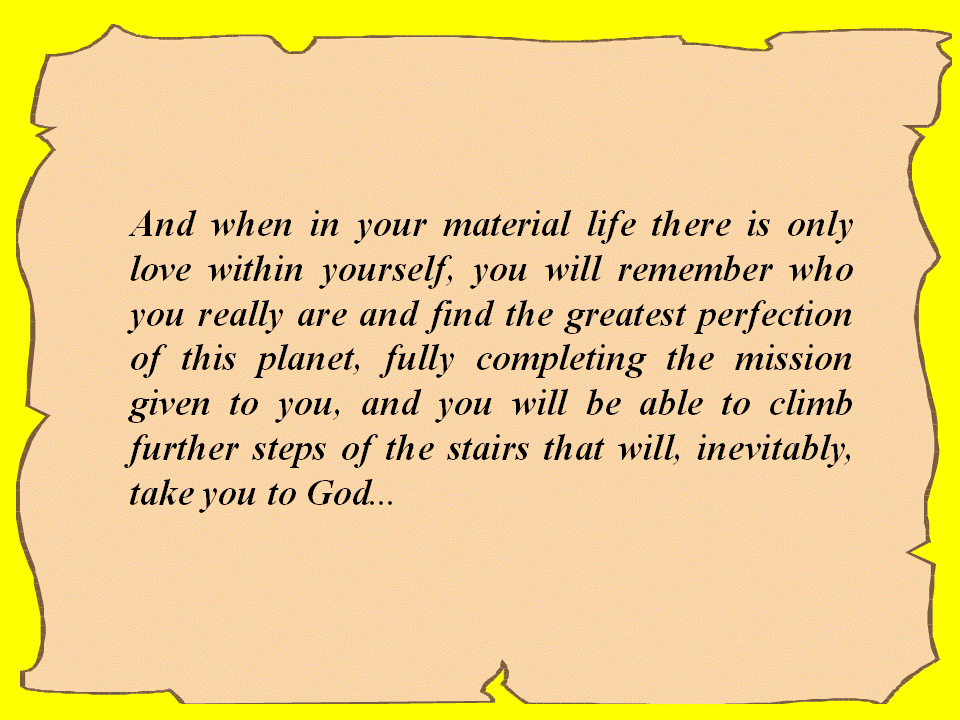 And when in your material life there is only
love within yourself, you will remember who
you really are and find the greatest perfection
of this planet, fully completing the mission
given to you, and you will be able to climb
further steps of the stairs that will, inevitably,
take you to God...